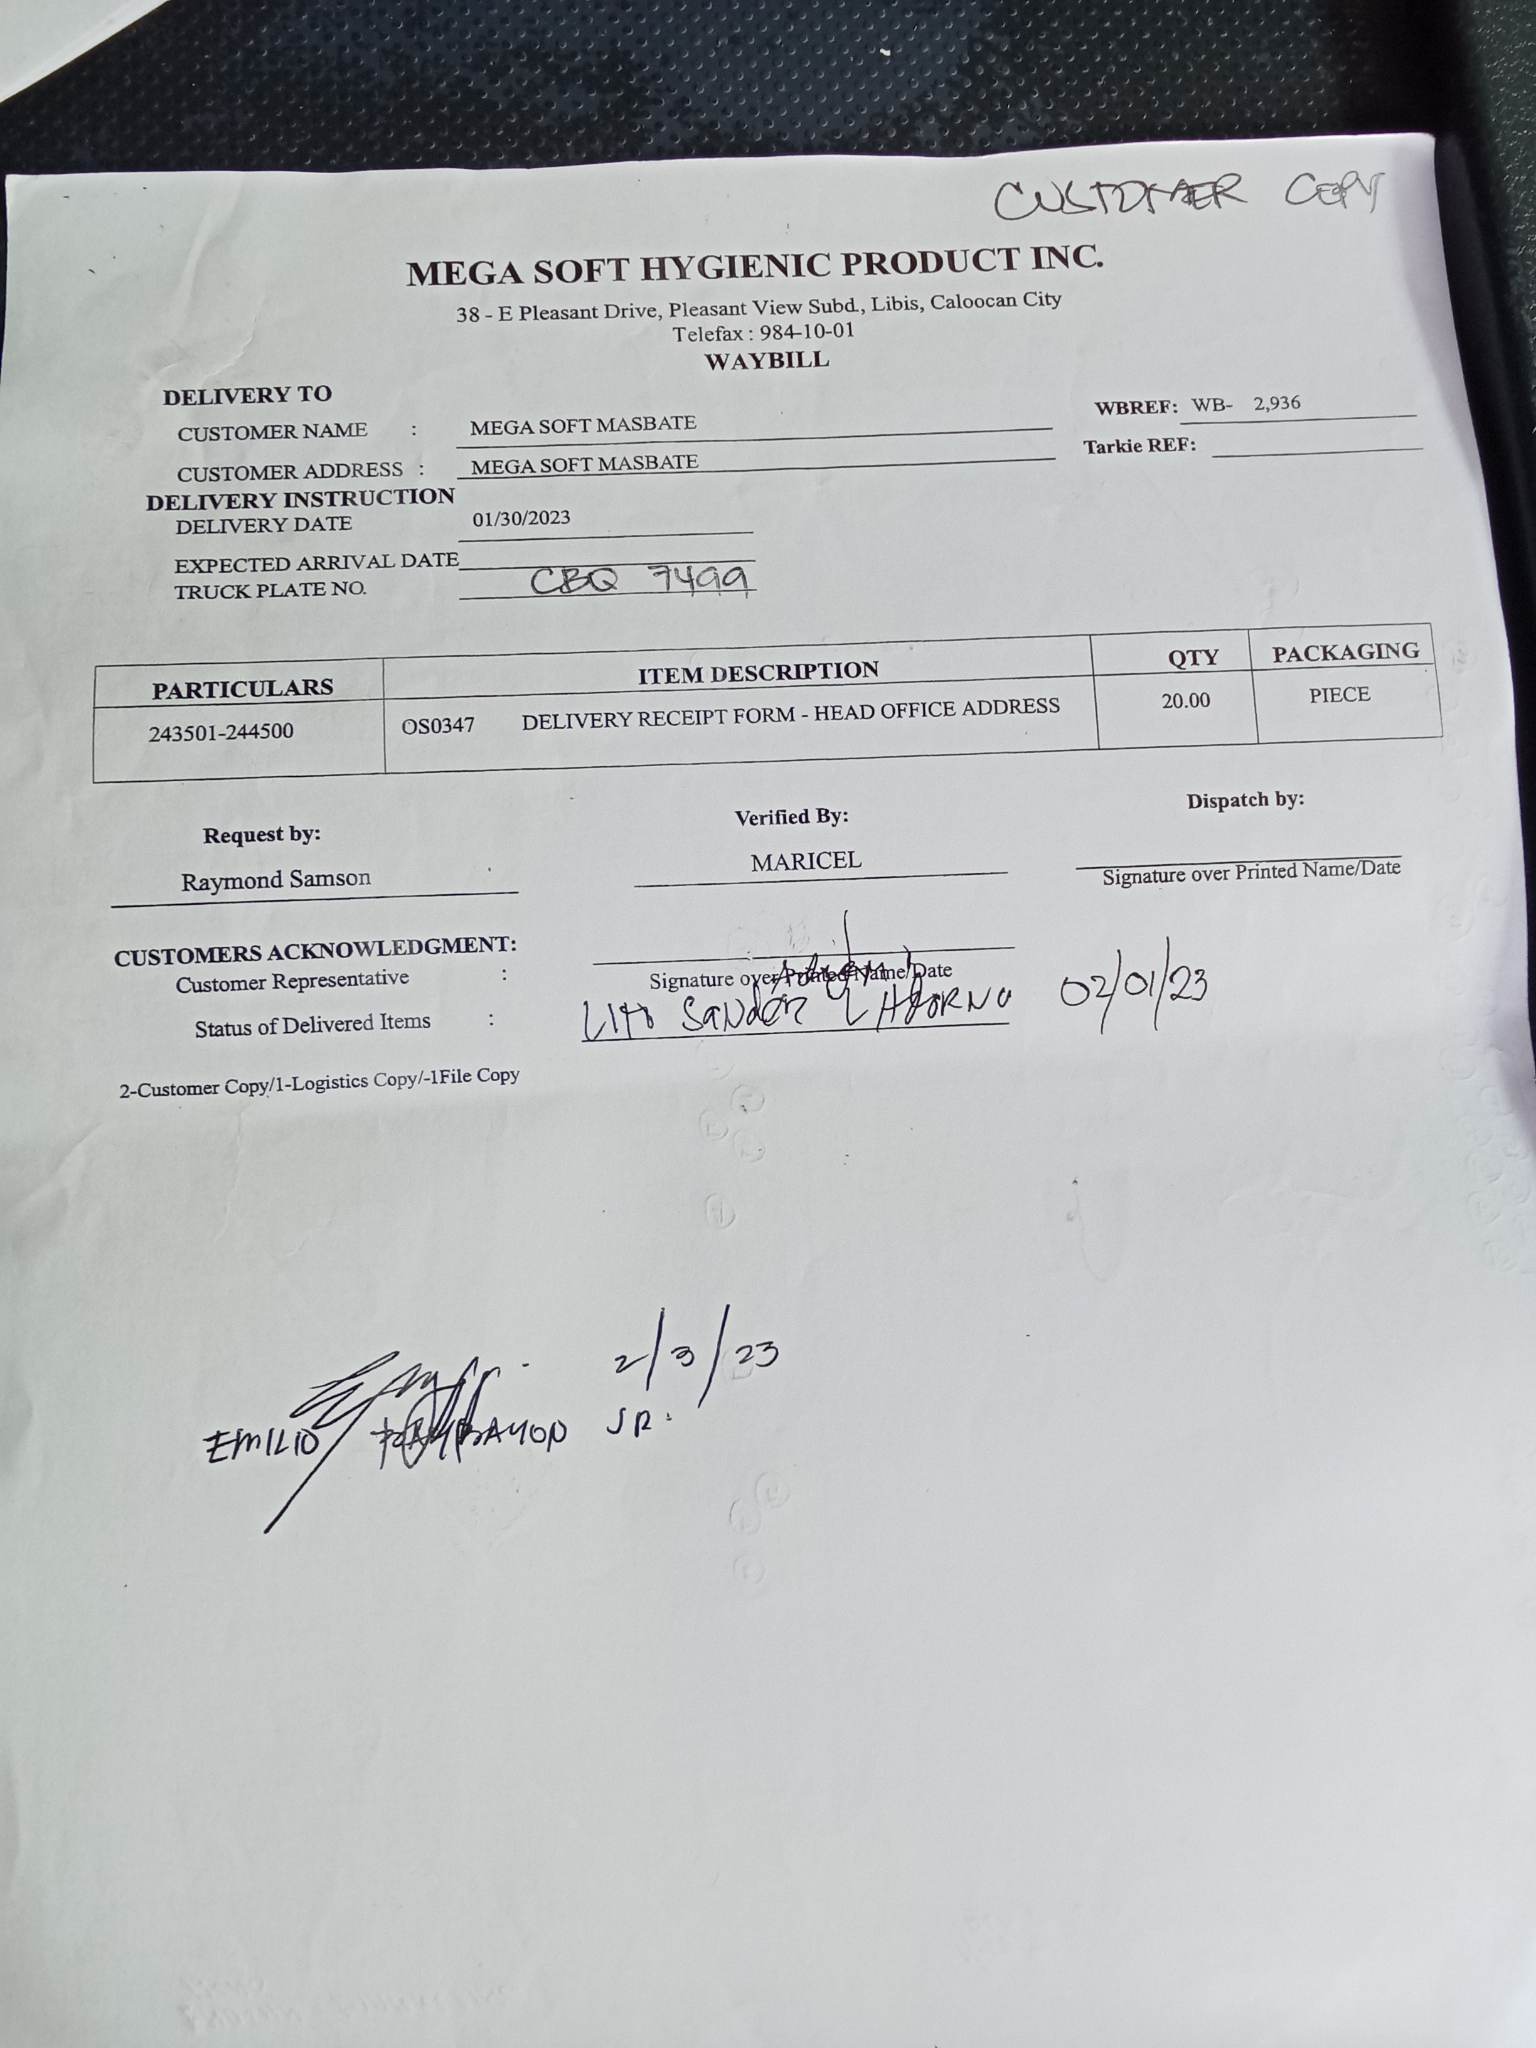 CUSTOMER COPY
MEGA SOFT HYGIENIC PRODUCT INC.
38 - E Pleasant Drive, Pleasant View Subd., Libis, Caloocan City
Telefax : 984-10-01
WAYBILL
DELIVERY TO
CUSTOMER NAME : MEGA SOFT MASBATE
WBREF: WB- 2,936
CUSTOMER ADDRESS : MEGA SOFT MASBATE
Tarkie REF:
DELIVERY INSTRUCTION
DELIVERY DATE 01/30/2023
EXPECTED ARRIVAL DATE
TRUCK PLATE NO. CBQ 7499
PARTICULARS ITEM DESCRIPTION QTY PACKAGING
243501-244500 OS0347 DELIVERY RECEIPT FORM - HEAD OFFICE ADDRESS 20.00 PIECE
Request by: Verified By: Dispatch by:
Raymond Samson MARICEL
Signature over Printed Name/Date
CUSTOMERS ACKNOWLEDGMENT:
Customer Representative : Signature over Printed Name/Date
Status of Delivered Items : LITO 02/01/23
2-Customer Copy/1-Logistics Copy/-1File Copy
2/3/23
EMILIO JR.